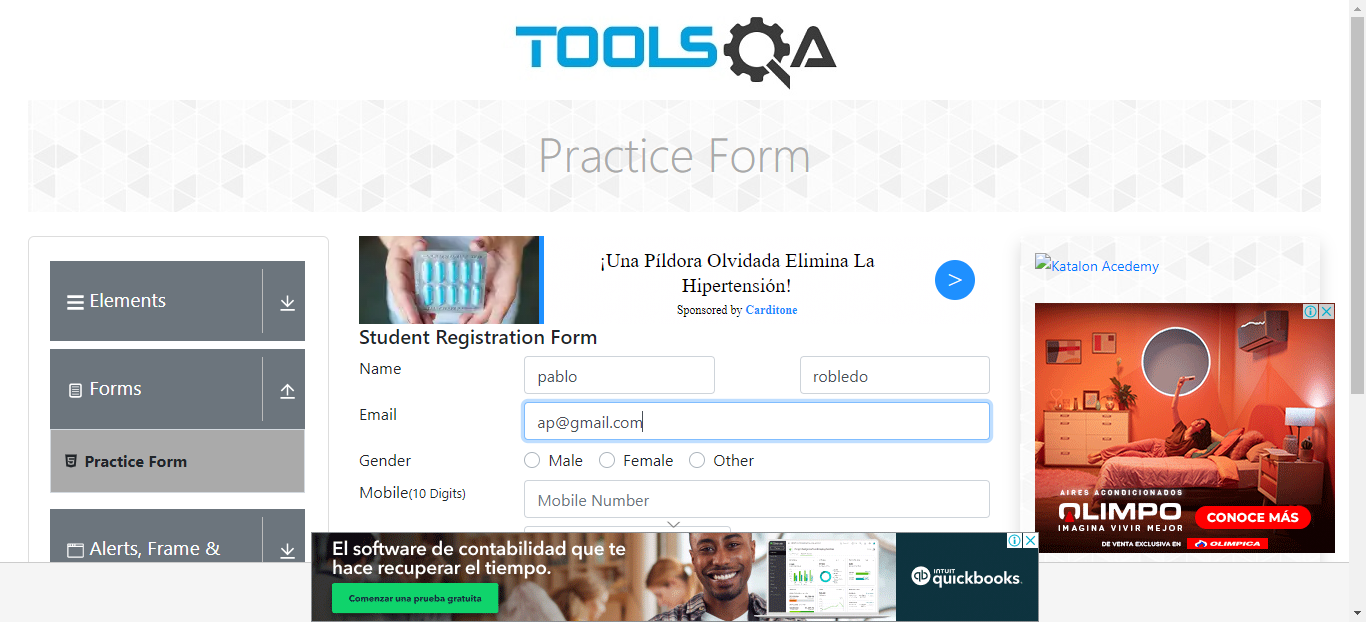 TOOLSQA
Practice Form
Elements
Forms
Practice Form
Alerts, Frame &
¡Una Píldora Olvidada Elimina La
Hipertensión!
Sponsored by Carditone
>
Student Registration Form
Name
pablo
robledo
Email
ap@gmail.com
Gender
Male
Female
Other
Mobile(10 Digits)
Mobile Number
Katalon Acedemy
AIRES ACONDICIONADOS
OLIMPO
IMAGINA VIVIR MEJOR
CONOCE MÁS
DE VENTA EXCLUSIVA EN
OLIMPICA
El software de contabilidad que te
hace recuperar el tiempo.
Comenzar una prueba gratuita
qb INTUIT
quickbooks.